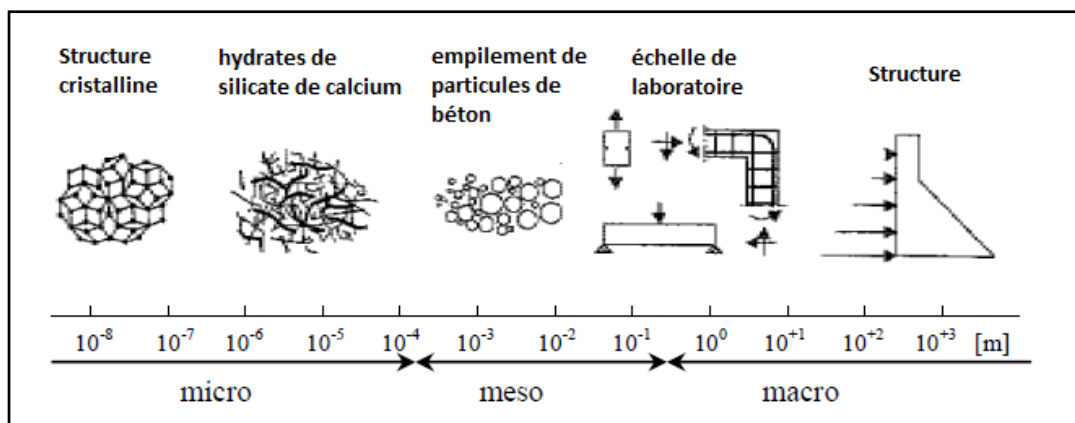 Structure
cristalline
hydrates de
silicate de calcium
empilement de
particules de
béton
échelle de
laboratoire
Structure
10⁻⁸ 10⁻⁷ 10⁻⁶ 10⁻⁵ 10⁻⁴ 10⁻³ 10⁻² 10⁻¹ 10⁰ 10⁺¹ 10⁺² 10⁺³ [m]
micro meso macro